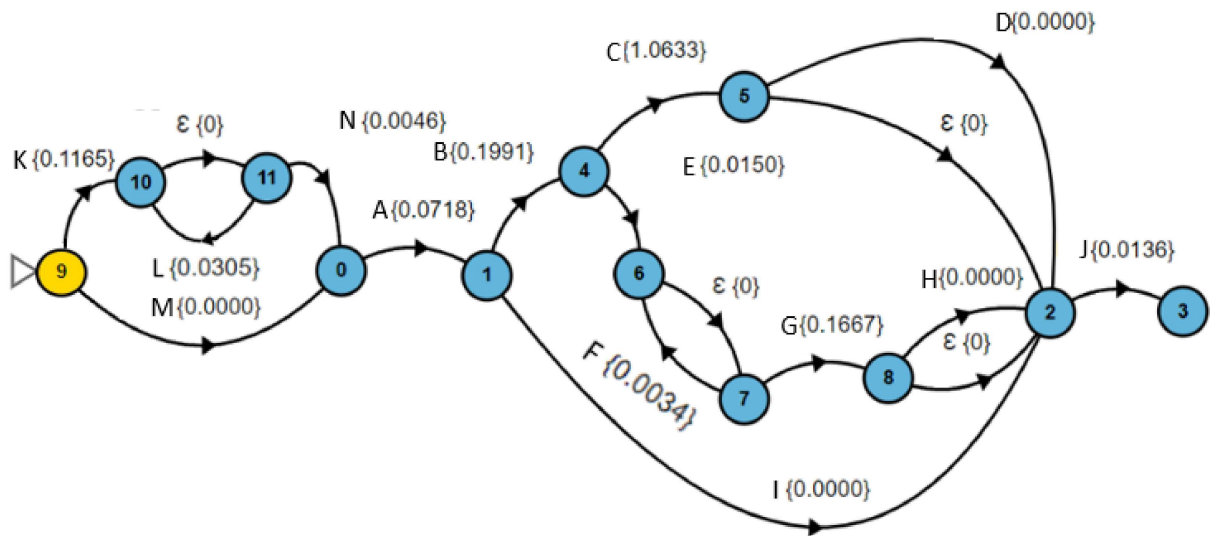 D{0.0000}
C{1.0633}
5
ε {0}
N {0.0046}
ε {0}
B{0.1991}
K {0.1165}
4
E {0.0150}
10
11
A {0.0718}
J{0.0136}
9
L {0.0305}
0
1
6
ε {0}
H{0.0000}
M{0.0000}
2
3
G{0.1667}
ε {0}
F {0.0034}
7
8
I {0.0000}